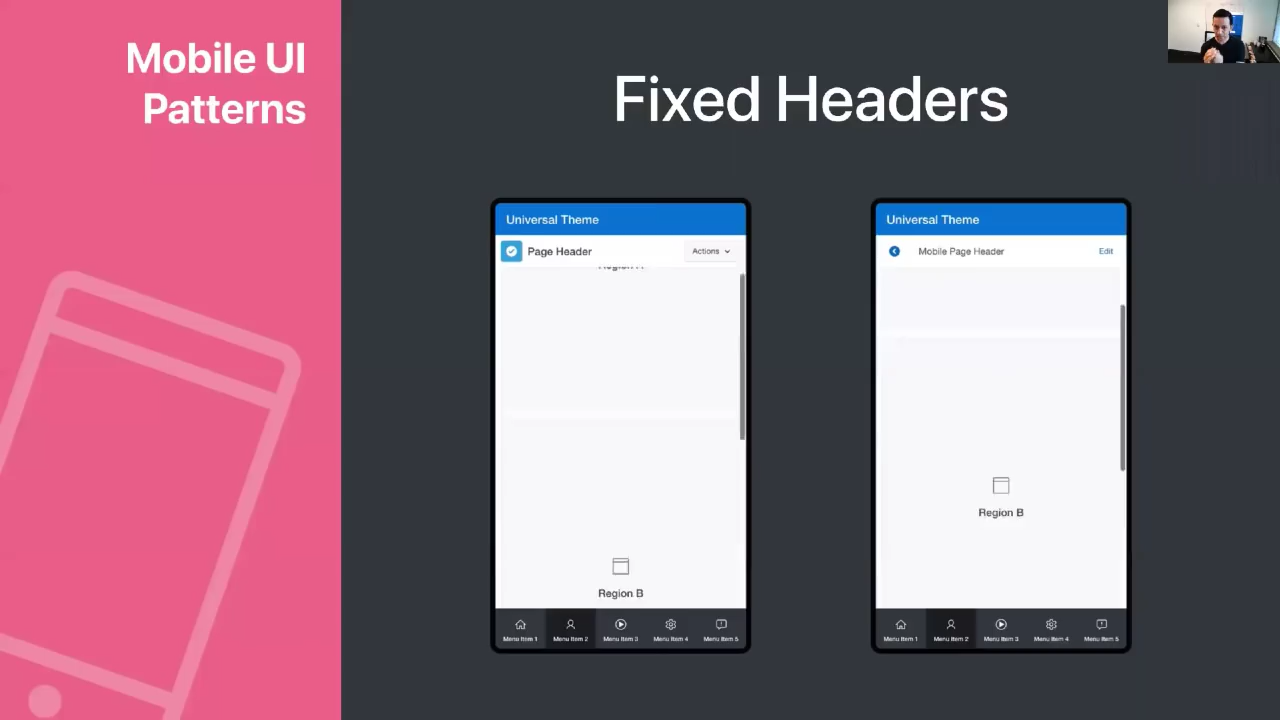 Mobile UI
Patterns
Fixed Headers
Universal Theme
Page Header
Actions
Region B
Menu Item 1
Menu Item 2
Menu Item 3
Menu Item 4
Menu Item 5
Universal Theme
Mobile Page Header
Edit
Region B
Menu Item 1
Menu Item 2
Menu Item 3
Menu Item 4
Menu Item 5